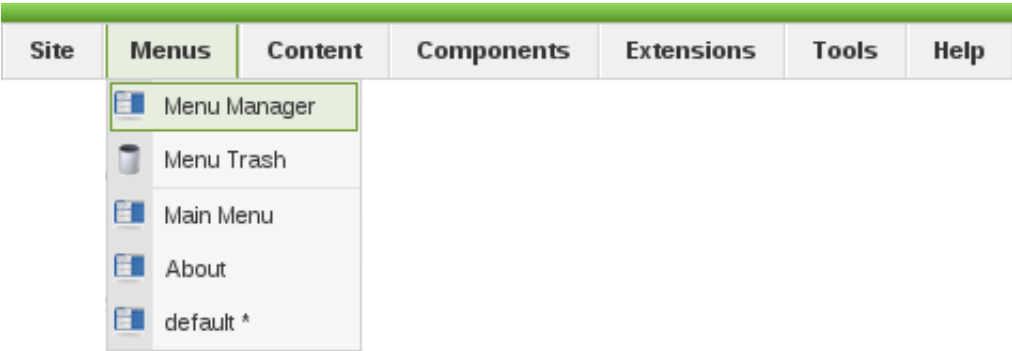 Site Menus Content Components Extensions Tools Help
Menu Manager
Menu Trash
Main Menu
About
default *